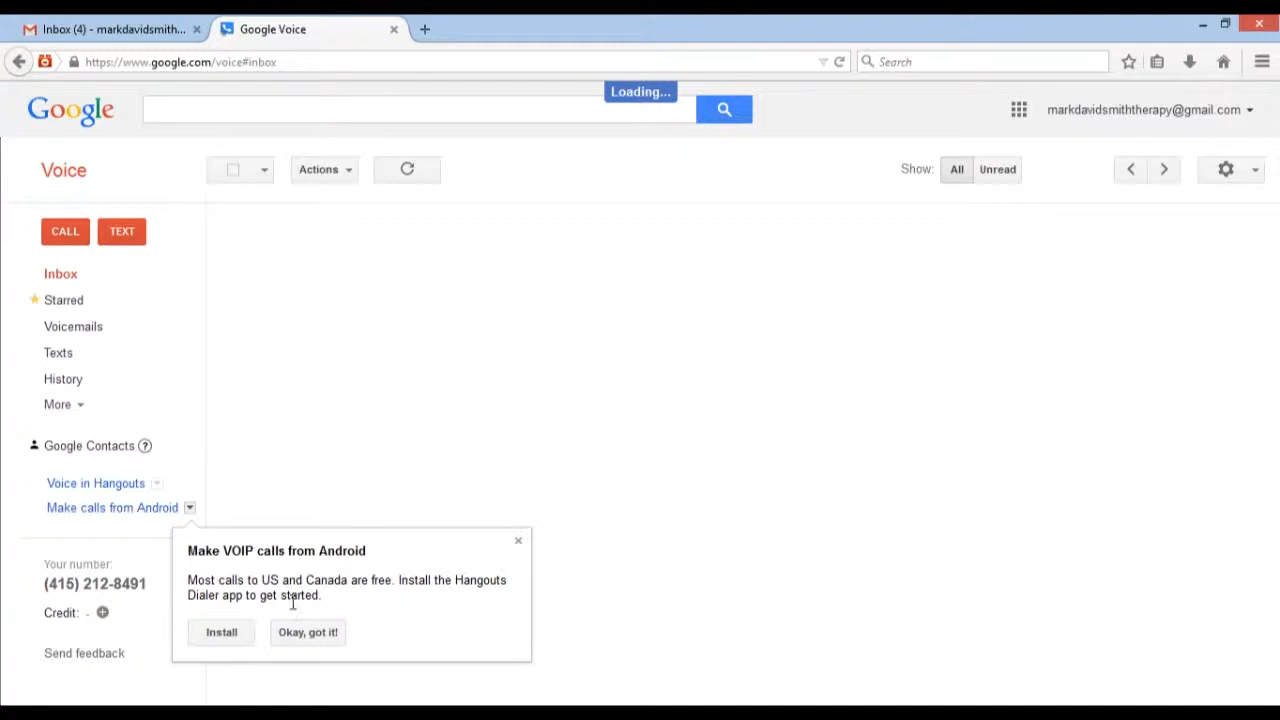 Inbox (4) - markdavidsmith...
Google Voice
https://www.google.com/voice#inbox
Search
Loading...
Google
markdavidsmiththerapy@gmail.com
Voice
Actions
Show:
All
Unread
CALL
TEXT
Inbox
Starred
Voicemails
Texts
History
More
Google Contacts ?
Voice in Hangouts
Make calls from Android
Make VOIP calls from Android
Most calls to US and Canada are free. Install the Hangouts
Dialer app to get started.
Install
Okay, got it!
Your number:
(415) 212-8491
Credit: -
Send feedback